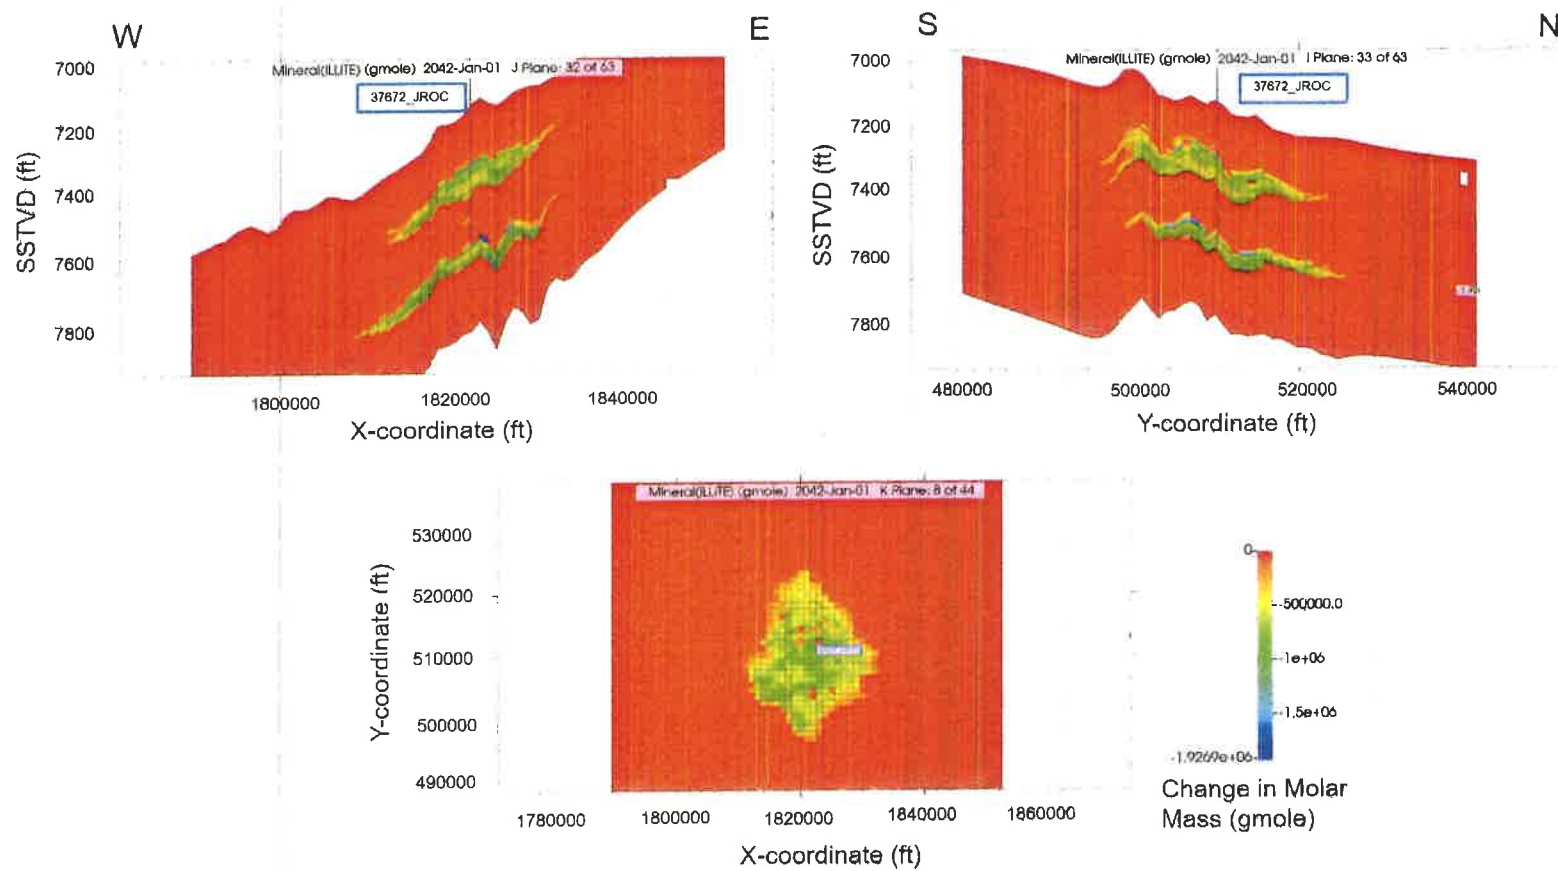 W
E
Mineral(ILLITE) (gmole) 2042-Jan-01 J Plane: 32 of 63
37672_JROC
7000
7200
7400
7600
7800
SSTVD (ft)
1800000
1820000
1840000
X-coordinate (ft)
S
N
Mineral(ILLITE) (gmole) 2042-Jan-01 I Plane: 33 of 63
37672_JROC
7000
7200
7400
7600
7800
SSTVD (ft)
480000
500000
520000
540000
Y-coordinate (ft)
Mineral(ILLITE) (gmole) 2042-Jan-01 K Plane: 8 of 44
530000
520000
510000
500000
490000
Y-coordinate (ft)
1780000
1800000
1820000
1840000
1860000
X-coordinate (ft)
0
-500000.0
-1e+06
-1.5e+06
-1.9269e+06
Change in Molar
Mass (gmole)